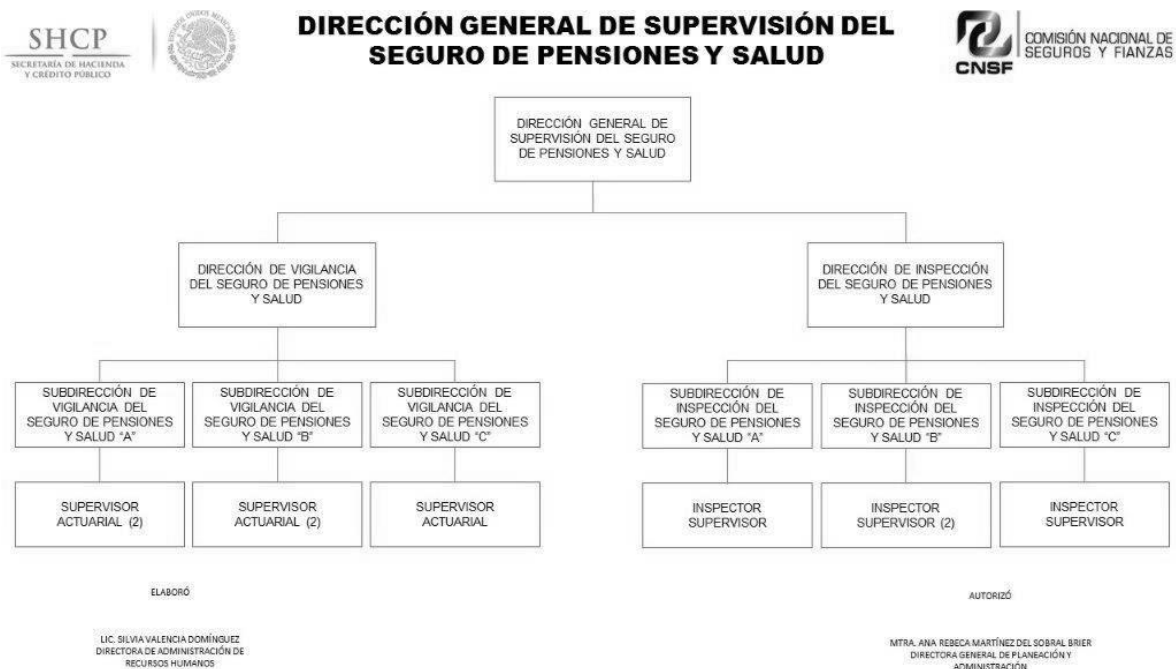 SHCP
SECRETARÍA DE HACIENDA
Y CRÉDITO PÚBLICO
ESTADOS UNIDOS MEXICANOS
DIRECCIÓN GENERAL DE SUPERVISIÓN DEL
SEGURO DE PENSIONES Y SALUD
CNSF
COMISIÓN NACIONAL DE
SEGUROS Y FIANZAS
DIRECCIÓN GENERAL DE
SUPERVISIÓN DEL SEGURO
DE PENSIONES Y SALUD
DIRECCIÓN DE VIGILANCIA
DEL SEGURO DE PENSIONES
Y SALUD
DIRECCIÓN DE INSPECCIÓN
DEL SEGURO DE PENSIONES
Y SALUD
SUBDIRECCIÓN DE
VIGILANCIA DEL
SEGURO DE PENSIONES
Y SALUD "A"
SUBDIRECCIÓN DE
VIGILANCIA DEL
SEGURO DE PENSIONES
Y SALUD "B"
SUBDIRECCIÓN DE
VIGILANCIA DEL
SEGURO DE PENSIONES
Y SALUD "C"
SUBDIRECCIÓN DE
INSPECCIÓN DEL
SEGURO DE PENSIONES
Y SALUD "A"
SUBDIRECCIÓN DE
INSPECCIÓN DEL
SEGURO DE PENSIONES
Y SALUD "B"
SUBDIRECCIÓN DE
INSPECCIÓN DEL
SEGURO DE PENSIONES
Y SALUD "C"
SUPERVISOR
ACTUARIAL (2)
SUPERVISOR
ACTUARIAL (2)
SUPERVISOR
ACTUARIAL
INSPECTOR
SUPERVISOR
INSPECTOR
SUPERVISOR (2)
INSPECTOR
SUPERVISOR
ELABORÓ
LIC. SILVIA VALENCIA DOMÍNGUEZ
DIRECTORA DE ADMINISTRACIÓN DE
RECURSOS HUMANOS
AUTORIZÓ
MTRA. ANA REBECA MARTÍNEZ DEL SOBRAL BRIER
DIRECTORA GENERAL DE PLANEACIÓN Y
ADMINISTRACIÓN